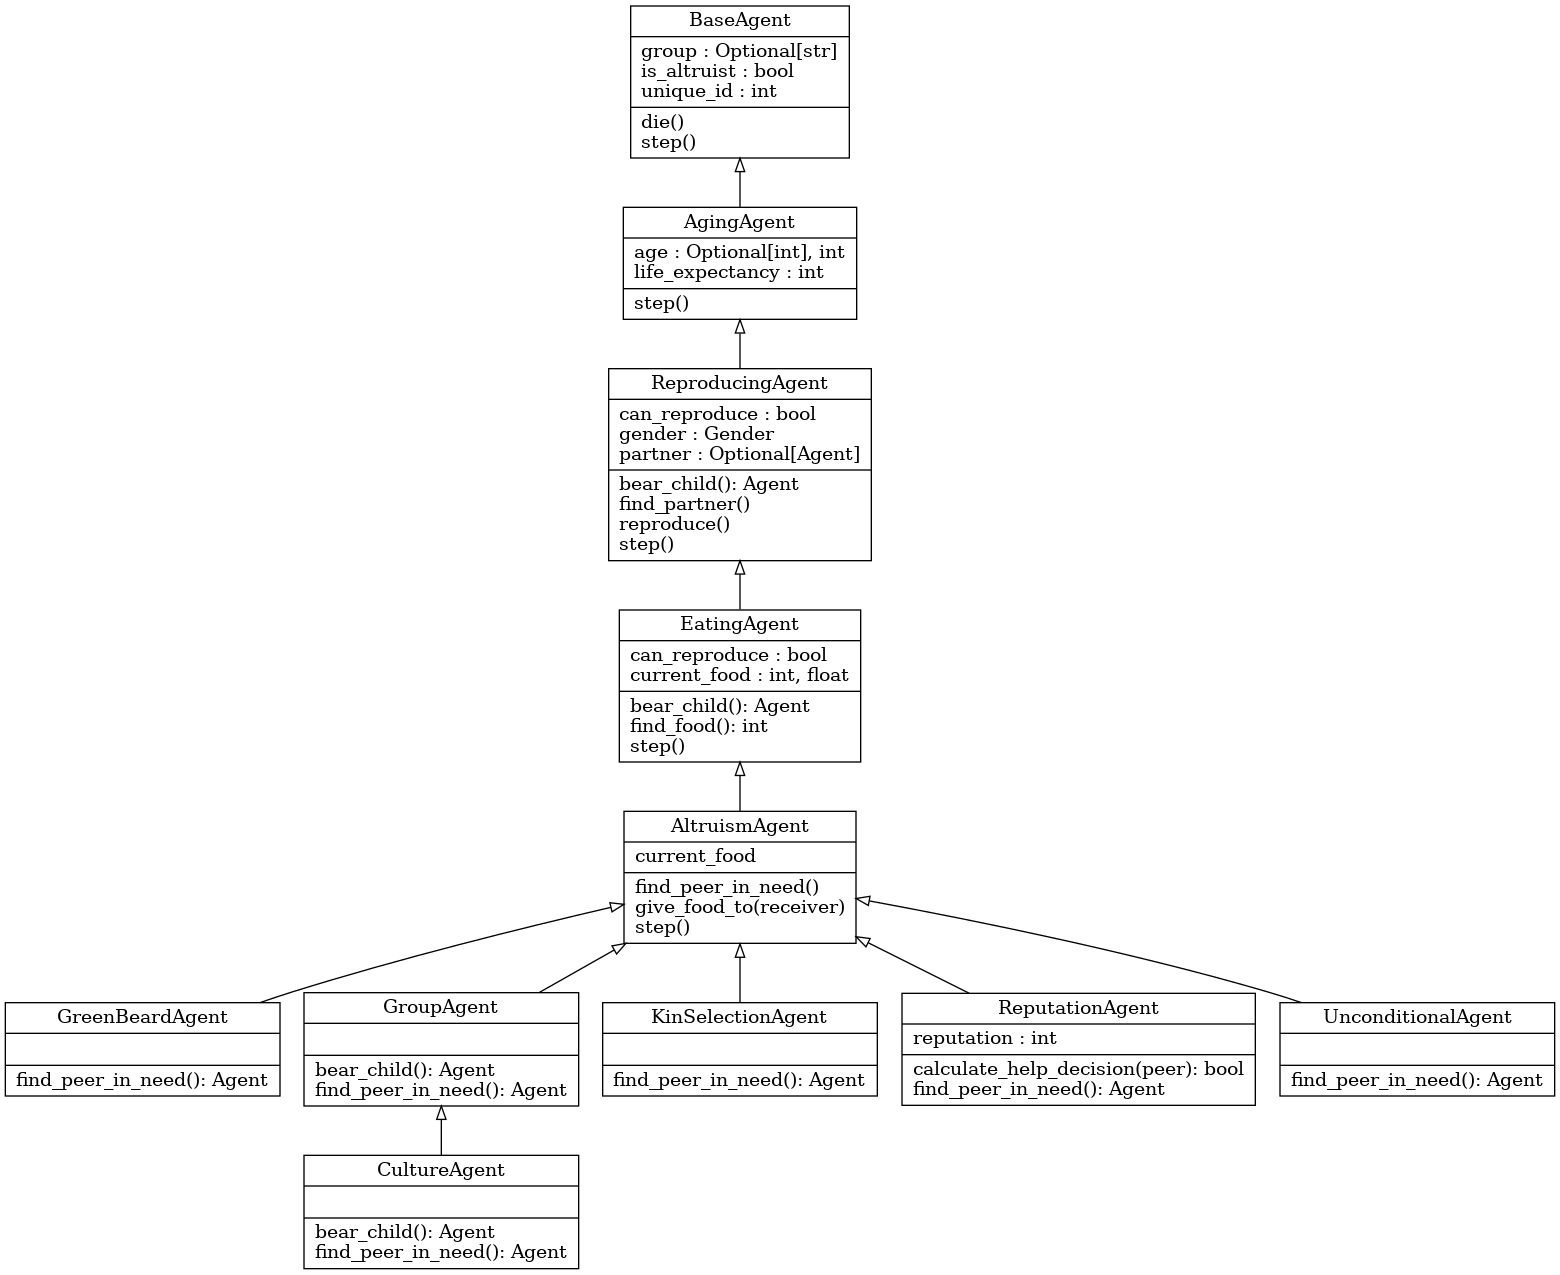 BaseAgent
group : Optional[str]
is_altruist : bool
unique_id : int
die()
step()
AgingAgent
age : Optional[int], int
life_expectancy : int
step()
ReproducingAgent
can_reproduce : bool
gender : Gender
partner : Optional[Agent]
bear_child(): Agent
find_partner()
reproduce()
step()
EatingAgent
can_reproduce : bool
current_food : int, float
bear_child(): Agent
find_food(): int
step()
AltruismAgent
current_food
find_peer_in_need()
give_food_to(receiver)
step()
GreenBeardAgent
find_peer_in_need(): Agent
GroupAgent
bear_child(): Agent
find_peer_in_need(): Agent
KinSelectionAgent
find_peer_in_need(): Agent
ReputationAgent
reputation : int
calculate_help_decision(peer): bool
find_peer_in_need(): Agent
UnconditionalAgent
find_peer_in_need(): Agent
CultureAgent
bear_child(): Agent
find_peer_in_need(): Agent